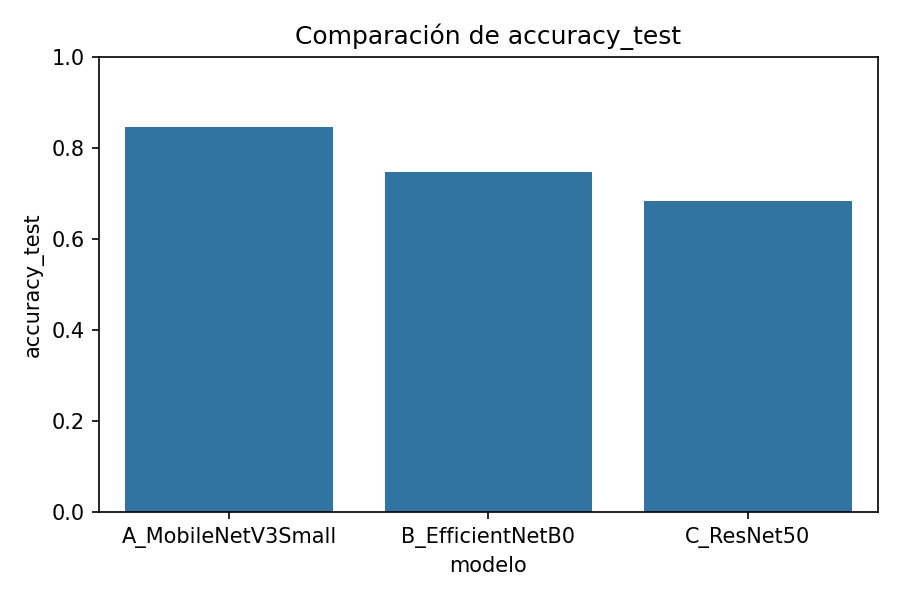 Comparación de accuracy_test
1.0
0.8
0.6
0.4
0.2
0.0
accuracy_test
A_MobileNetV3Small
B_EfficientNetB0
C_ResNet50
modelo